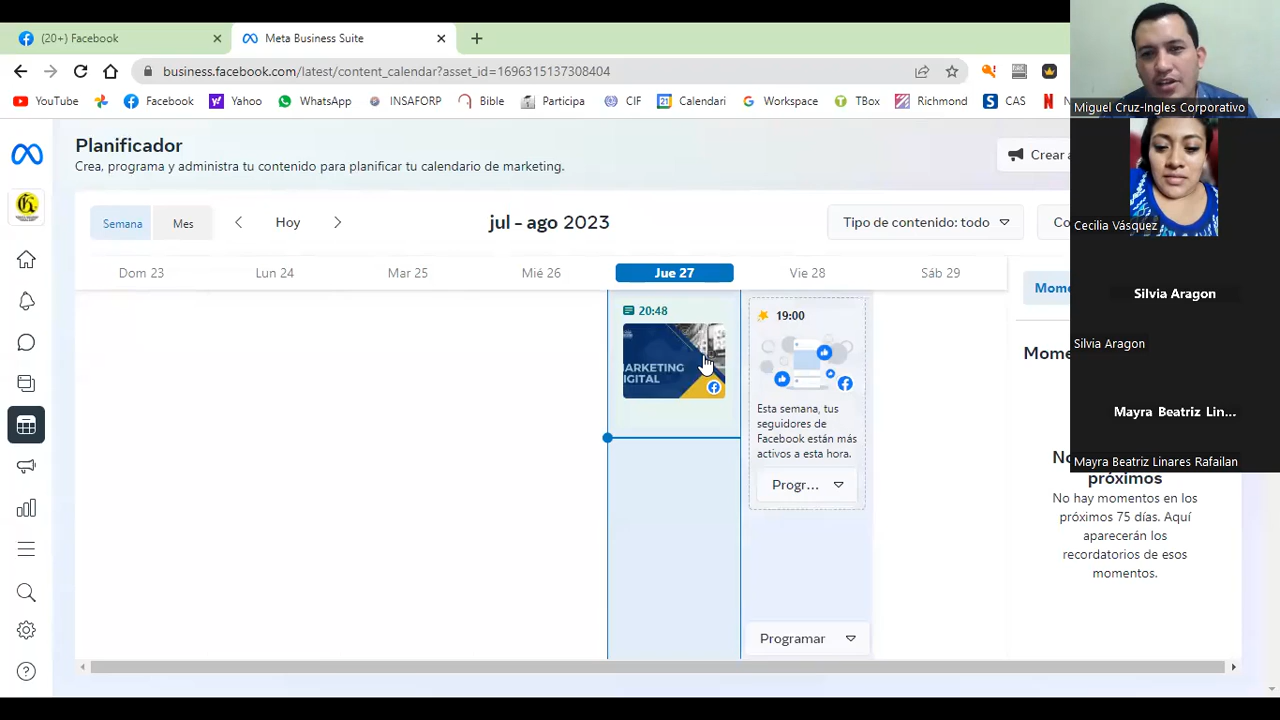 (20+) Facebook
Meta Business Suite
business.facebook.com/latest/content_calendar?asset_id=1696315137308404
YouTube
Facebook
Yahoo
WhatsApp
INSAFORP
Bible
Participa
CIF
Calendari
Workspace
TBox
Richmond
CAS
Miguel Cruz-Ingles Corporativo
Planificador
Crea, programa y administra tu contenido para planificar tu calendario de marketing.
Crear a
Cecilia Vásquez
Semana
Mes
Hoy
jul - ago 2023
Tipo de contenido: todo
Co
Dom 23
Lun 24
Mar 25
Mié 26
Jue 27
Vie 28
Sáb 29
Mome
Silvia Aragon
Silvia Aragon
20:48
ARKETING
IGITAL
19:00
Esta semana, tus
seguidores de
Facebook están más
activos a esta hora.
Progr...
Programar
Mome
Mayra Beatriz Lin...
Mayra Beatriz Linares Rafailan
No
próximos
No hay momentos en los
próximos 75 días. Aquí
aparecerán los
recordatorios de esos
momentos.